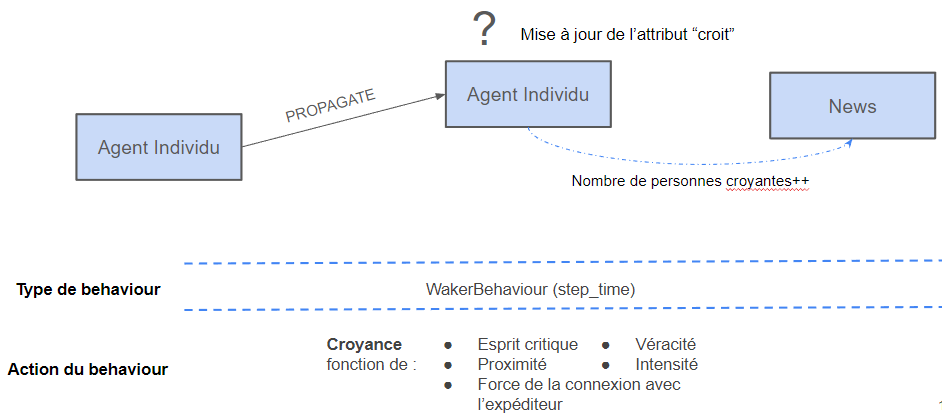 ?
Mise à jour de l’attribut “croit”
Agent Individu
PROPAGATE
Agent Individu
News
Nombre de personnes croyantes++
Type de behaviour
WakerBehaviour (step_time)
Action du behaviour
Croyance
fonction de :
● Esprit critique
● Proximité
● Force de la connexion avec
l’expéditeur
● Véracité
● Intensité